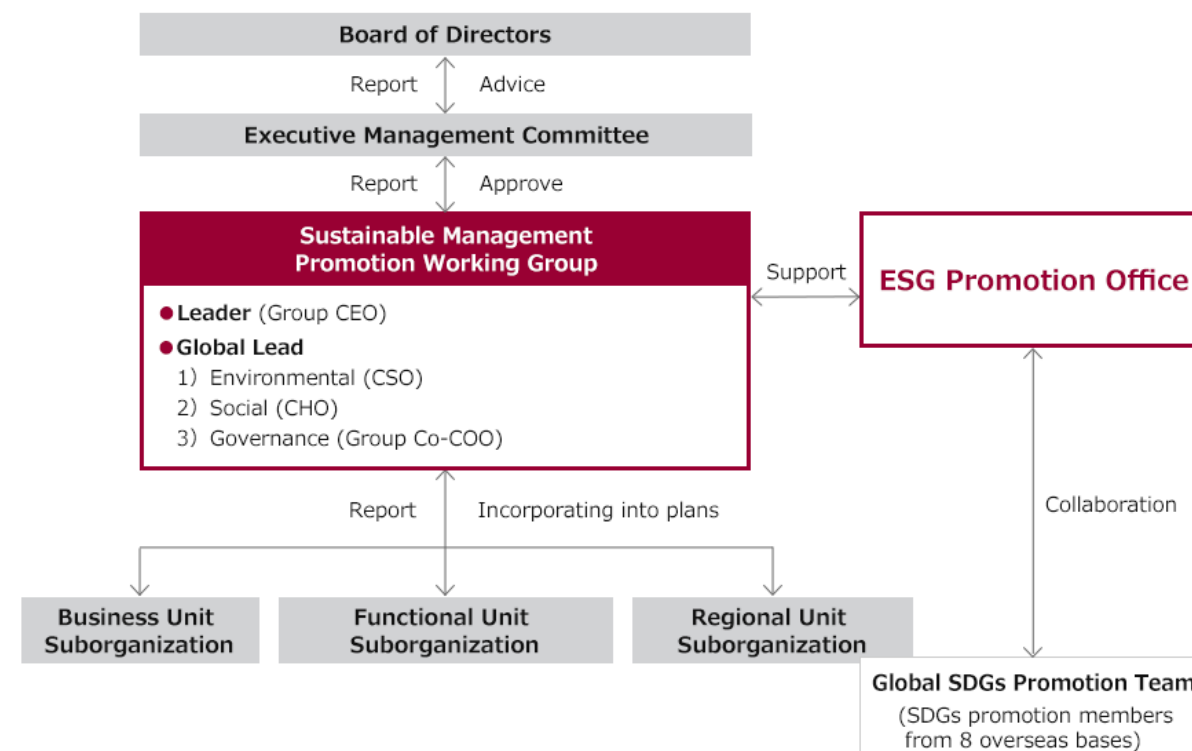 Board of Directors
Report Advice
Executive Management Committee
Report Approve
Sustainable Management
Promotion Working Group
●Leader (Group CEO)
●Global Lead
1) Environmental (CSO)
2) Social (CHO)
3) Governance (Group Co-COO)
Support
ESG Promotion Office
Report Incorporating into plans
Collaboration
Business Unit
Suborganization
Functional Unit
Suborganization
Regional Unit
Suborganization
Global SDGs Promotion Team
(SDGs promotion members
from 8 overseas bases)